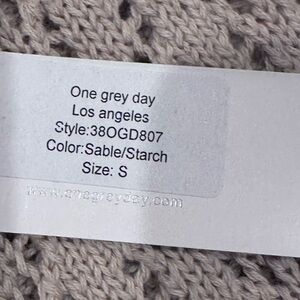 One grey day
Los angeles
Style:38OGD807
Color:Sable/Starch
Size: S
www.onegreyday.com